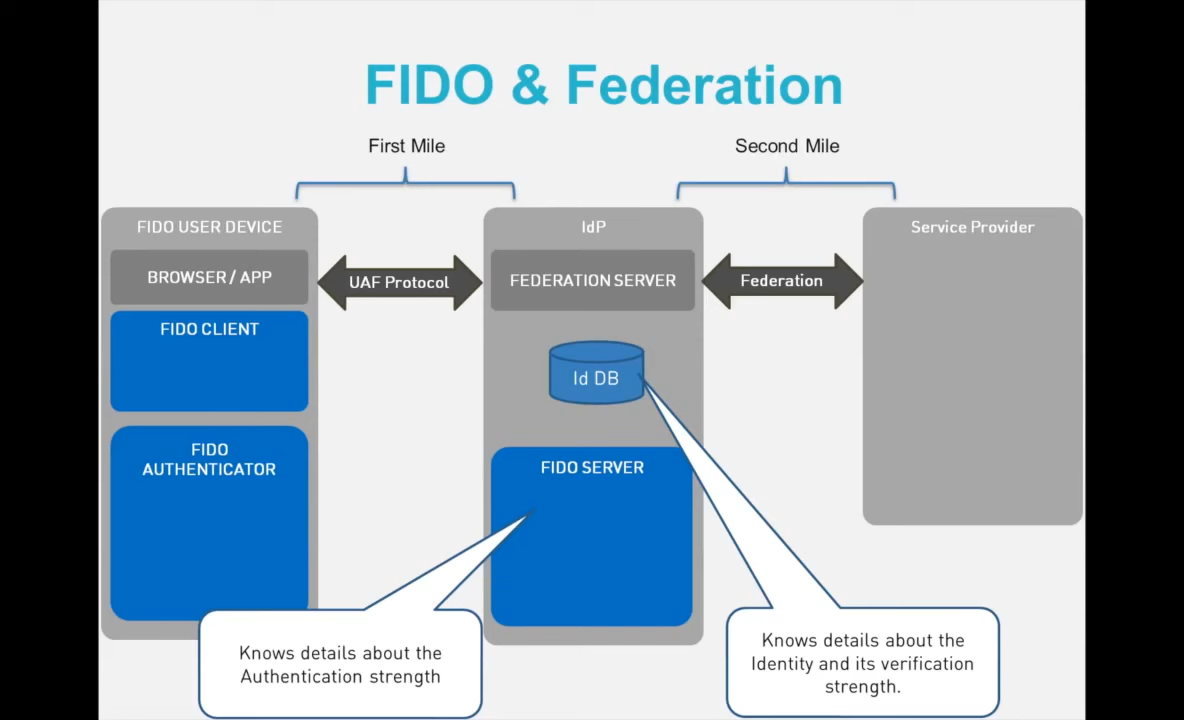 FIDO & Federation
First Mile
Second Mile
FIDO USER DEVICE
BROWSER / APP
FIDO CLIENT
FIDO
AUTHENTICATOR
UAF Protocol
IdP
FEDERATION SERVER
Id DB
FIDO SERVER
Federation
Service Provider
Knows details about the
Authentication strength
Knows details about the
Identity and its verification
strength.